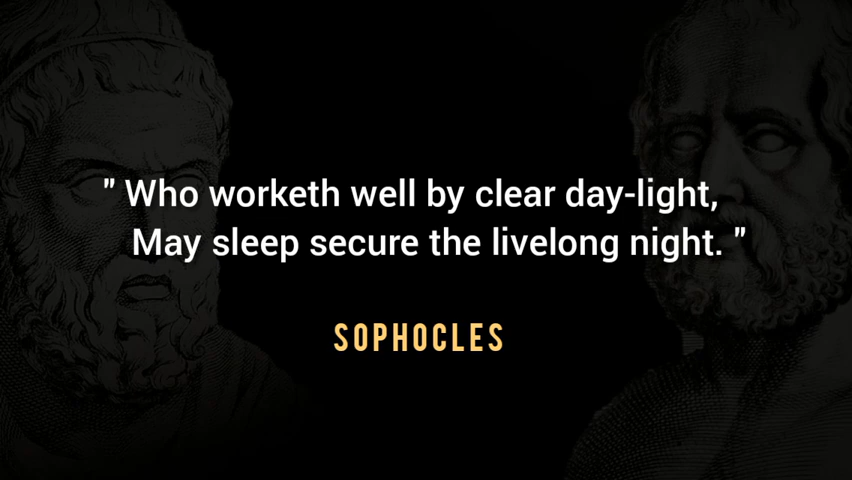 " Who worketh well by clear day-light,
May sleep secure the livelong night. "
SOPHOCLES